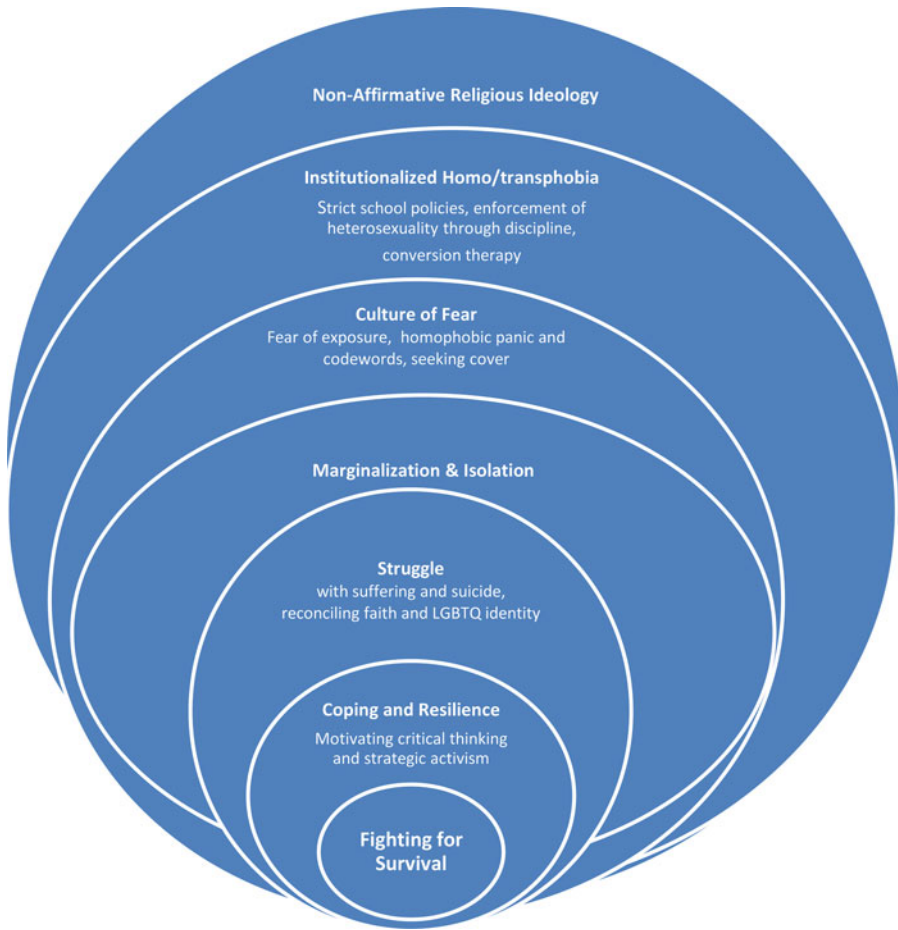 Non-Affirmative Religious Ideology
Institutionalized Homo/transphobia
Strict school policies, enforcement of
heterosexuality through discipline,
conversion therapy
Culture of Fear
Fear of exposure, homophobic panic and
codewords, seeking cover
Marginalization & Isolation
Struggle
with suffering and suicide,
reconciling faith and LGBTQ identity
Coping and Resilience
Motivating critical thinking
and strategic activism
Fighting for
Survival